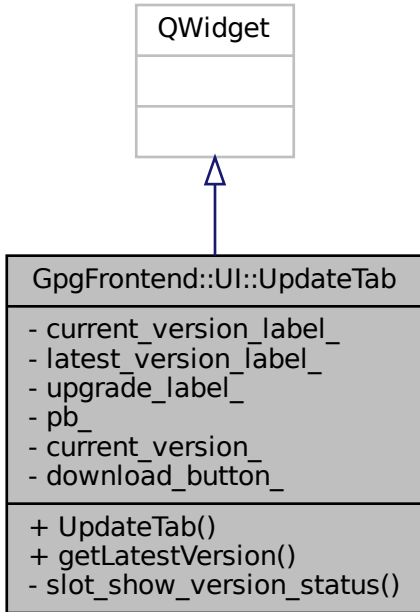 QWidget
GpgFrontend::UI::UpdateTab
- current_version_label_
- latest_version_label_
- upgrade_label_
- pb_
- current_version_
- download_button_
+ UpdateTab()
+ getLatestVersion()
- slot_show_version_status()